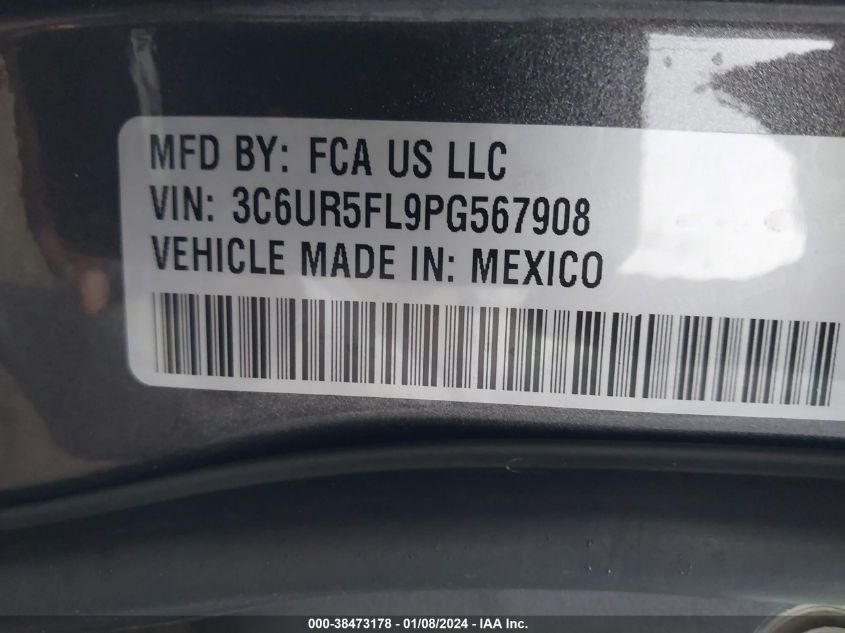 MFD BY: FCA US LLC
VIN: 3C6UR5FL9PG567908
VEHICLE MADE IN: MEXICO
000-38473178 - 01/08/2024 - IAA Inc.